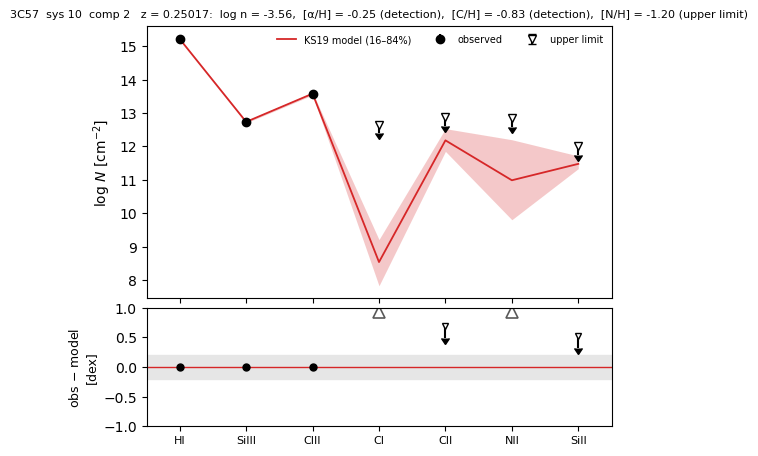 3C57  sys 10  comp 2   z = 0.25017:  log n = -3.56,  [α/H] = -0.25 (detection),  [C/H] = -0.83 (detection),  [N/H] = -1.20 (upper limit)
KS19 model (16–84%)
observed
upper limit
log N [cm⁻²]
15
14
13
12
11
10
9
8
obs − model
[dex]
1.0
0.5
0.0
−0.5
−1.0
HI
SiIII
CIII
CI
CII
NII
SiII